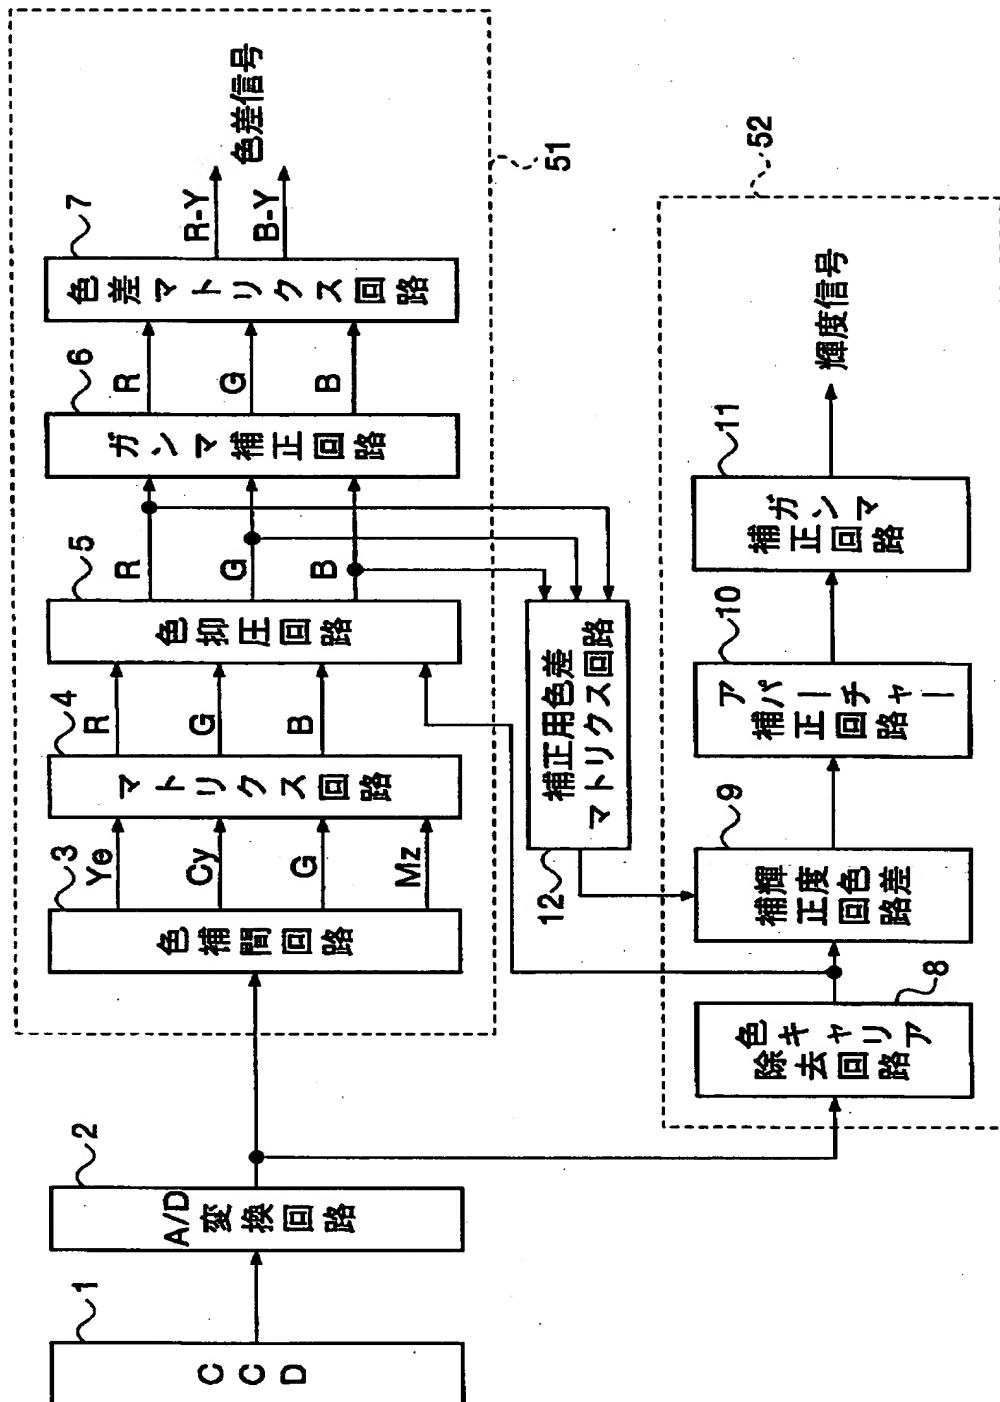 1
CCD
2
A/D
変換回路
3
色補間回路
Ye
Cy
G
Mz
4
マトリクス回路
R
G
B
5
色抑圧回路
R
G
B
6
ガンマ補正回路
R
G
B
7
色差マトリクス回路
R-Y
B-Y
色差信号
51
12
補正用色差
マトリクス回路
8
色キャリア
除去回路
9
輝度色差
補正回路
10
アパーチャー
補正回路
11
ガンマ
補正回路
輝度信号
52